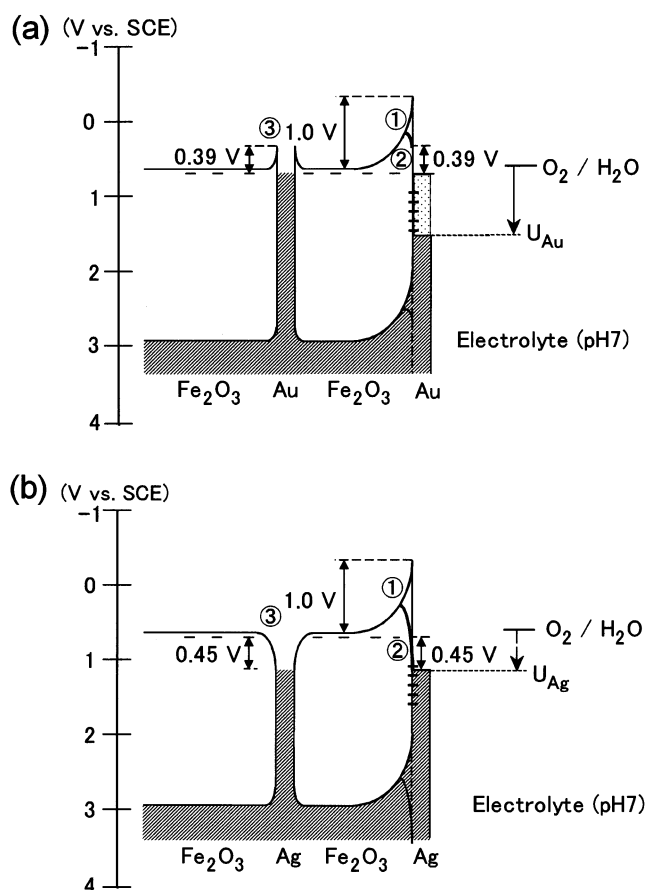 (a) (V vs. SCE)
-1
0
③ 1.0 V ①
0.39 V ② 0.39 V
O2 / H2O
1
UAu
2
Electrolyte (pH7)
3
Fe2O3 Au Fe2O3 Au
4
(b) (V vs. SCE)
-1
0
③ 1.0 V ①
O2 / H2O
0.45 V ② 0.45 V
1
UAg
2
3
Electrolyte (pH7)
Fe2O3 Ag Fe2O3 Ag
4